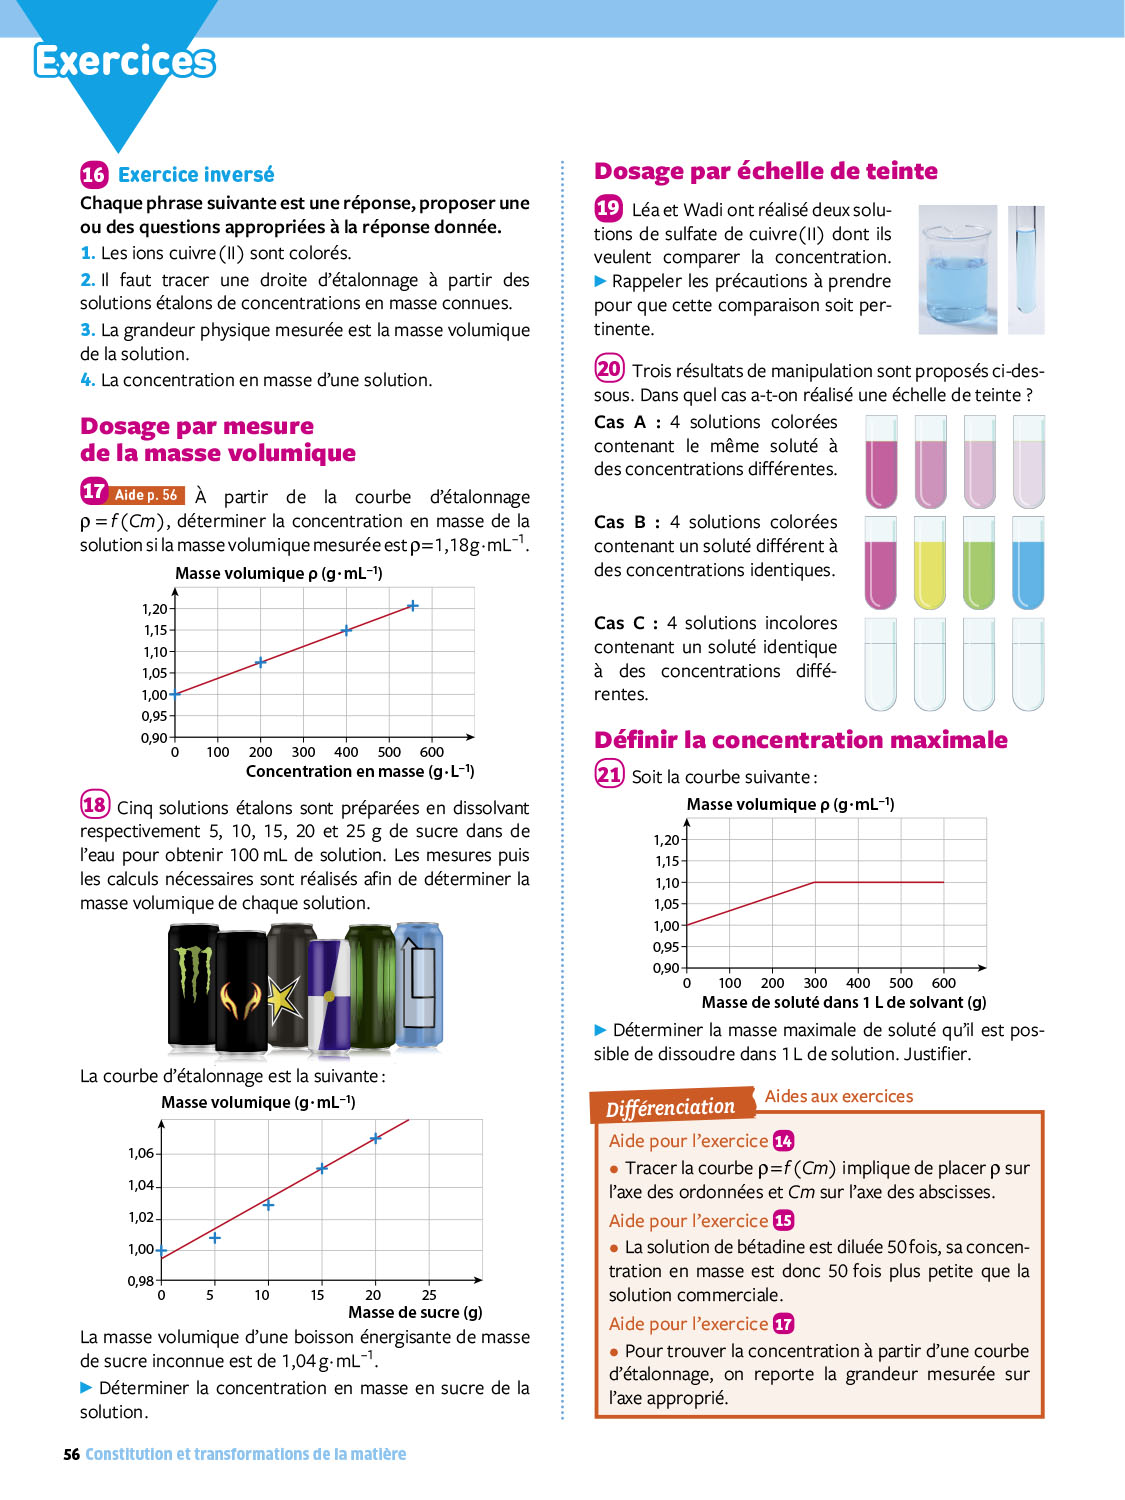 Exercices
16 Exercice inversé
Chaque phrase suivante est une réponse, proposer une
ou des questions appropriées à la réponse donnée.
1. Les ions cuivre (II) sont colorés.
2. Il faut tracer une droite d'étalonnage à partir des
solutions étalons de concentrations en masse connues.
3. La grandeur physique mesurée est la masse volumique
de la solution.
4. La concentration en masse d'une solution.
Dosage par mesure
de la masse volumique
17 Aide p. 56 À partir de la courbe d'étalonnage
ρ = f (Cm), déterminer la concentration en masse de la
solution si la masse volumique mesurée est ρ=1,18g·mL⁻¹.
Masse volumique ρ (g·mL⁻¹)
1,20
1,15
1,10
1,05
1,00
0,95
0,90
0 100 200 300 400 500 600
Concentration en masse (g·L⁻¹)
18 Cinq solutions étalons sont préparées en dissolvant
respectivement 5, 10, 15, 20 et 25 g de sucre dans de
l'eau pour obtenir 100 mL de solution. Les mesures puis
les calculs nécessaires sont réalisés afin de déterminer la
masse volumique de chaque solution.
La courbe d'étalonnage est la suivante :
Masse volumique (g·mL⁻¹)
1,06
1,04
1,02
1,00
0,98
0 5 10 15 20 25
Masse de sucre (g)
La masse volumique d'une boisson énergisante de masse
de sucre inconnue est de 1,04 g·mL⁻¹.
► Déterminer la concentration en masse en sucre de la
solution.
Dosage par échelle de teinte
19 Léa et Wadi ont réalisé deux solu-
tions de sulfate de cuivre (II) dont ils
veulent comparer la concentration.
► Rappeler les précautions à prendre
pour que cette comparaison soit per-
tinente.
20 Trois résultats de manipulation sont proposés ci-des-
sous. Dans quel cas a-t-on réalisé une échelle de teinte ?
Cas A : 4 solutions colorées
contenant le même soluté à
des concentrations différentes.
Cas B : 4 solutions colorées
contenant un soluté différent à
des concentrations identiques.
Cas C : 4 solutions incolores
contenant un soluté identique
à des concentrations diffé-
rentes.
Définir la concentration maximale
21 Soit la courbe suivante :
Masse volumique ρ (g·mL⁻¹)
1,20
1,15
1,10
1,05
1,00
0,95
0,90
0 100 200 300 400 500 600
Masse de soluté dans 1 L de solvant (g)
► Déterminer la masse maximale de soluté qu'il est pos-
sible de dissoudre dans 1 L de solution. Justifier.
Différenciation Aides aux exercices
Aide pour l'exercice 14
• Tracer la courbe ρ=f (Cm) implique de placer ρ sur
l'axe des ordonnées et Cm sur l'axe des abscisses.
Aide pour l'exercice 15
• La solution de bétadine est diluée 50 fois, sa concen-
tration en masse est donc 50 fois plus petite que la
solution commerciale.
Aide pour l'exercice 17
• Pour trouver la concentration à partir d'une courbe
d'étalonnage, on reporte la grandeur mesurée sur
l'axe approprié.
56 Constitution et transformations de la matière